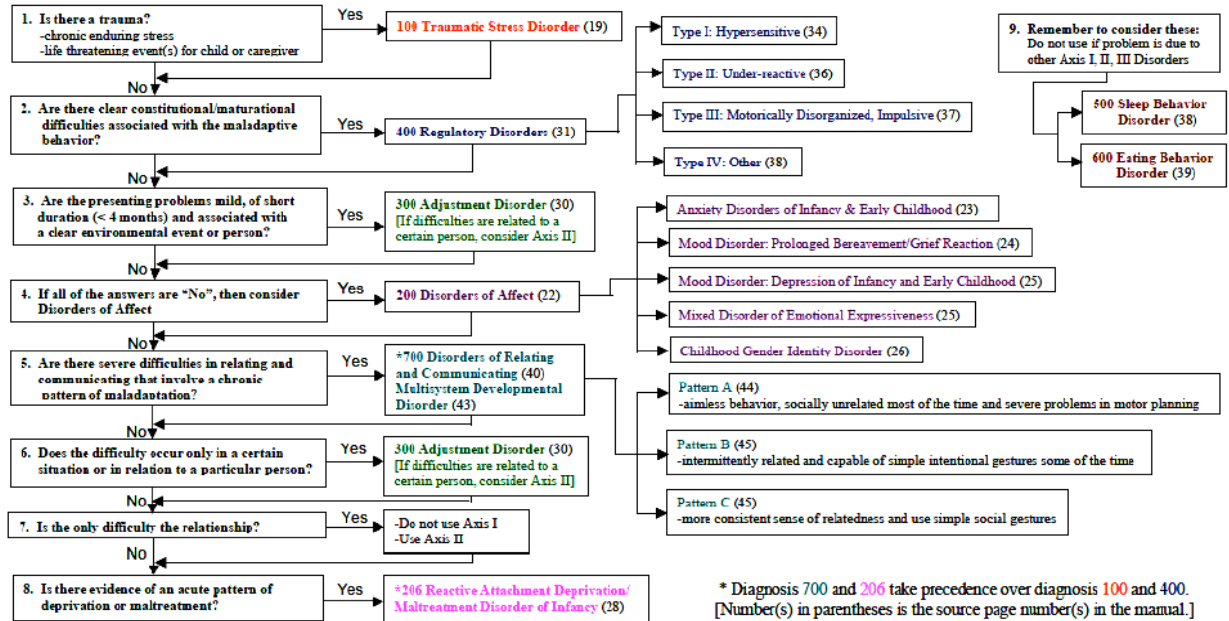 1. Is there a trauma?
-chronic enduring stress
-life threatening event(s) for child or caregiver
Yes
100 Traumatic Stress Disorder (19)
No
2. Are there clear constitutional/maturational
difficulties associated with the maladaptive
behavior?
Yes
400 Regulatory Disorders (31)
Type I: Hypersensitive (34)
Type II: Under-reactive (36)
Type III: Motorically Disorganized, Impulsive (37)
Type IV: Other (38)
No
3. Are the presenting problems mild, of short
duration (< 4 months) and associated with
a clear environmental event or person?
Yes
300 Adjustment Disorder (30)
[If difficulties are related to a
certain person, consider Axis II]
No
4. If all of the answers are “No”, then consider
Disorders of Affect
Yes
200 Disorders of Affect (22)
Anxiety Disorders of Infancy & Early Childhood (23)
Mood Disorder: Prolonged Bereavement/Grief Reaction (24)
Mood Disorder: Depression of Infancy and Early Childhood (25)
Mixed Disorder of Emotional Expressiveness (25)
Childhood Gender Identity Disorder (26)
No
5. Are there severe difficulties in relating and
communicating that involve a chronic
pattern of maladaptation?
Yes
*700 Disorders of Relating
and Communicating (40)
Multisystem Developmental
Disorder (43)
Pattern A (44)
-aimless behavior, socially unrelated most of the time and severe problems in motor planning
Pattern B (45)
-intermittently related and capable of simple intentional gestures some of the time
Pattern C (45)
-more consistent sense of relatedness and use simple social gestures
No
6. Does the difficulty occur only in a certain
situation or in relation to a particular person?
Yes
300 Adjustment Disorder (30)
[If difficulties are related to a
certain person, consider Axis II]
No
7. Is the only difficulty the relationship?
Yes
-Do not use Axis I
-Use Axis II
No
8. Is there evidence of an acute pattern of
deprivation or maltreatment?
Yes
*206 Reactive Attachment Deprivation/
Maltreatment Disorder of Infancy (28)
9. Remember to consider these:
Do not use if problem is due to
other Axis I, II, III Disorders
500 Sleep Behavior
Disorder (38)
600 Eating Behavior
Disorder (39)
* Diagnosis 700 and 206 take precedence over diagnosis 100 and 400.
[Number(s) in parentheses is the source page number(s) in the manual.]